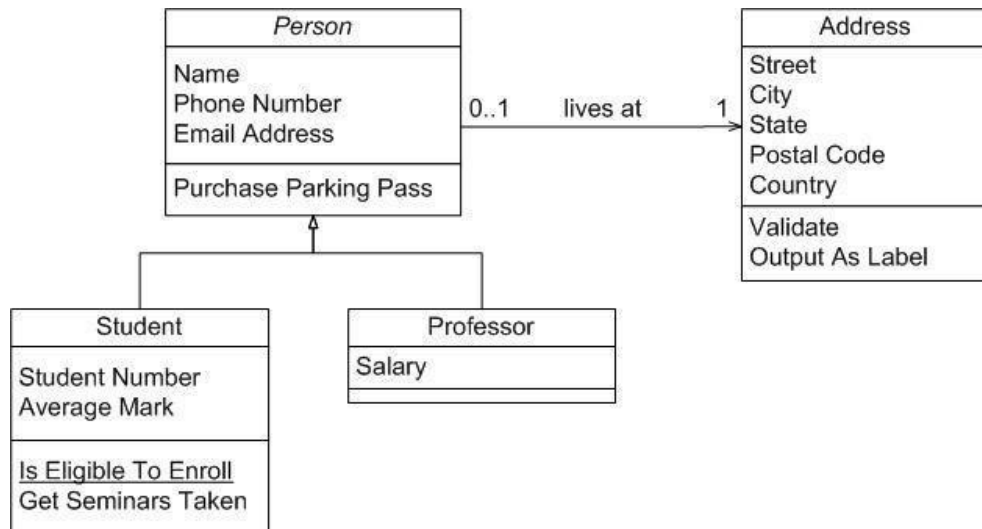 Person
Name
Phone Number
Email Address
Purchase Parking Pass
0..1 lives at 1
Address
Street
City
State
Postal Code
Country
Validate
Output As Label
Student
Student Number
Average Mark
Is Eligible To Enroll
Get Seminars Taken
Professor
Salary